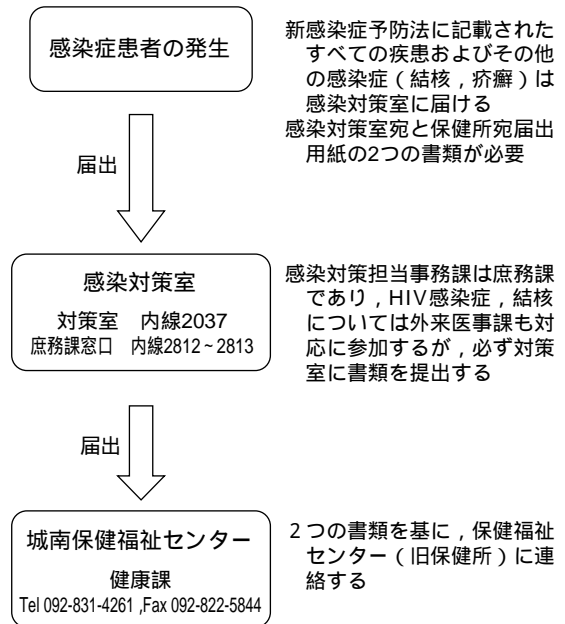 感染症患者の発生
新感染症予防法に記載された
すべての疾患およびその他
の感染症（結核，疥癬）は
感染対策室に届ける
感染対策室宛と保健所宛届出
用紙の2つの書類が必要
届出
感染対策室
対策室　内線2037
庶務課窓口　内線2812～2813
感染対策担当事務課は庶務課
であり，HIV感染症，結核
については外来医事課も対
応に参加するが，必ず対策
室に書類を提出する
届出
城南保健福祉センター
健康課
Tel 092-831-4261 ,Fax 092-822-5844
２つの書類を基に，保健福祉
センター（旧保健所）に連
絡する